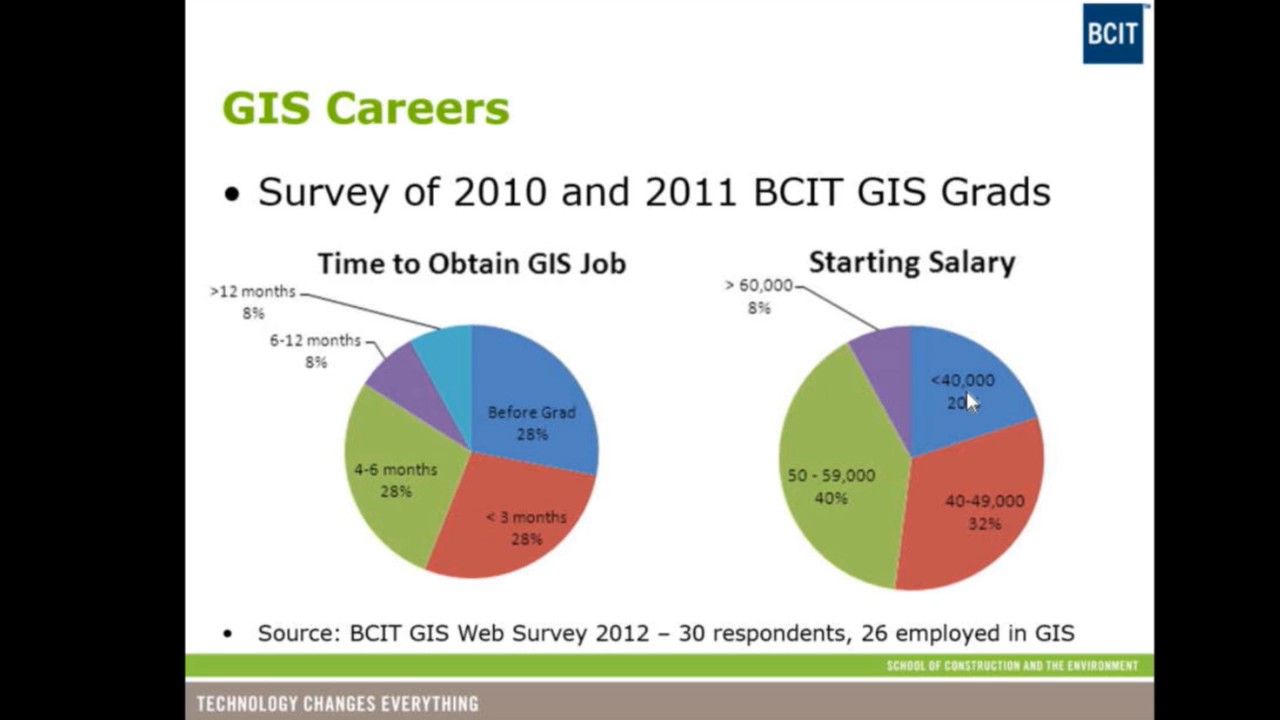 BCIT
GIS Careers
• Survey of 2010 and 2011 BCIT GIS Grads
Time to Obtain GIS Job
>12 months
8%
6-12 months
8%
Before Grad
28%
4-6 months
28%
< 3 months
28%
Starting Salary
> 60,000
8%
<40,000
20%
50 - 59,000
40%
40-49,000
32%
• Source: BCIT GIS Web Survey 2012 – 30 respondents, 26 employed in GIS
SCHOOL OF CONSTRUCTION AND THE ENVIRONMENT
TECHNOLOGY CHANGES EVERYTHING